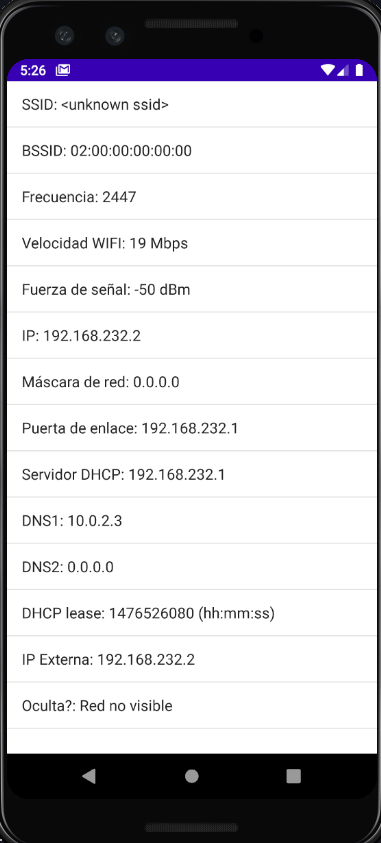 5:26
SSID: <unknown ssid>
BSSID: 02:00:00:00:00:00
Frecuencia: 2447
Velocidad WIFI: 19 Mbps
Fuerza de señal: -50 dBm
IP: 192.168.232.2
Máscara de red: 0.0.0.0
Puerta de enlace: 192.168.232.1
Servidor DHCP: 192.168.232.1
DNS1: 10.0.2.3
DNS2: 0.0.0.0
DHCP lease: 1476526080 (hh:mm:ss)
IP Externa: 192.168.232.2
Oculta?: Red no visible